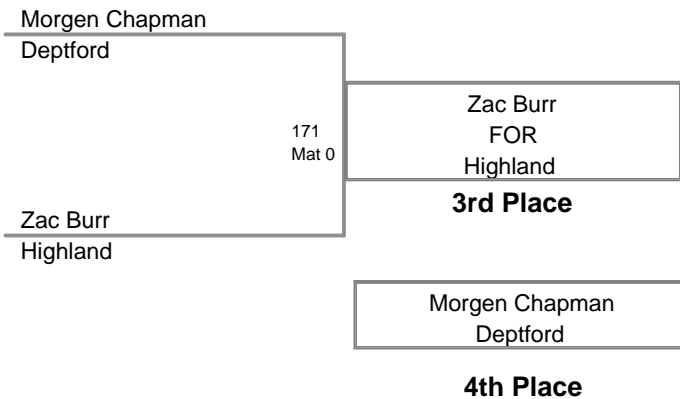 Morgen Chapman
Deptford
171
Mat 0
Zac Burr
Highland
Zac Burr
FOR
Highland
3rd Place
Morgen Chapman
Deptford
4th Place